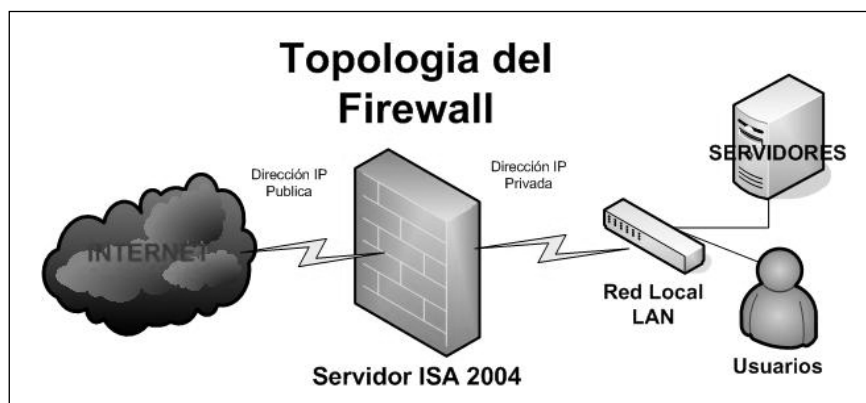 Topologia del
Firewall
Dirección IP
Publica
Dirección IP
Privada
SERVIDORES
INTERNET
Red Local
LAN
Servidor ISA 2004
Usuarios